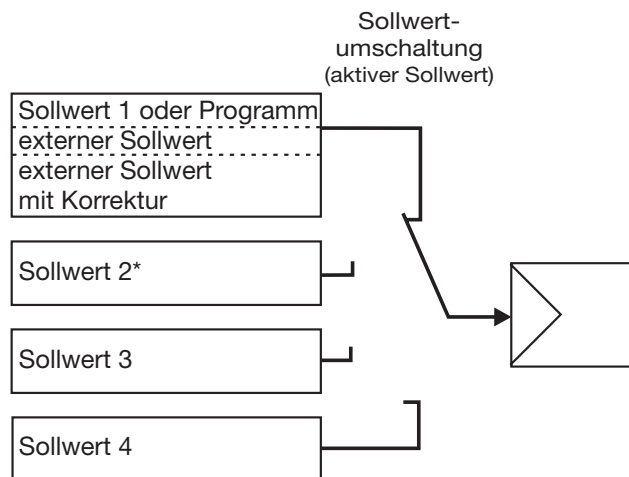 Sollwert-
umschaltung
(aktiver Sollwert)
Sollwert 1 oder Programm
externer Sollwert
externer Sollwert
mit Korrektur
Sollwert 2*
Sollwert 3
Sollwert 4